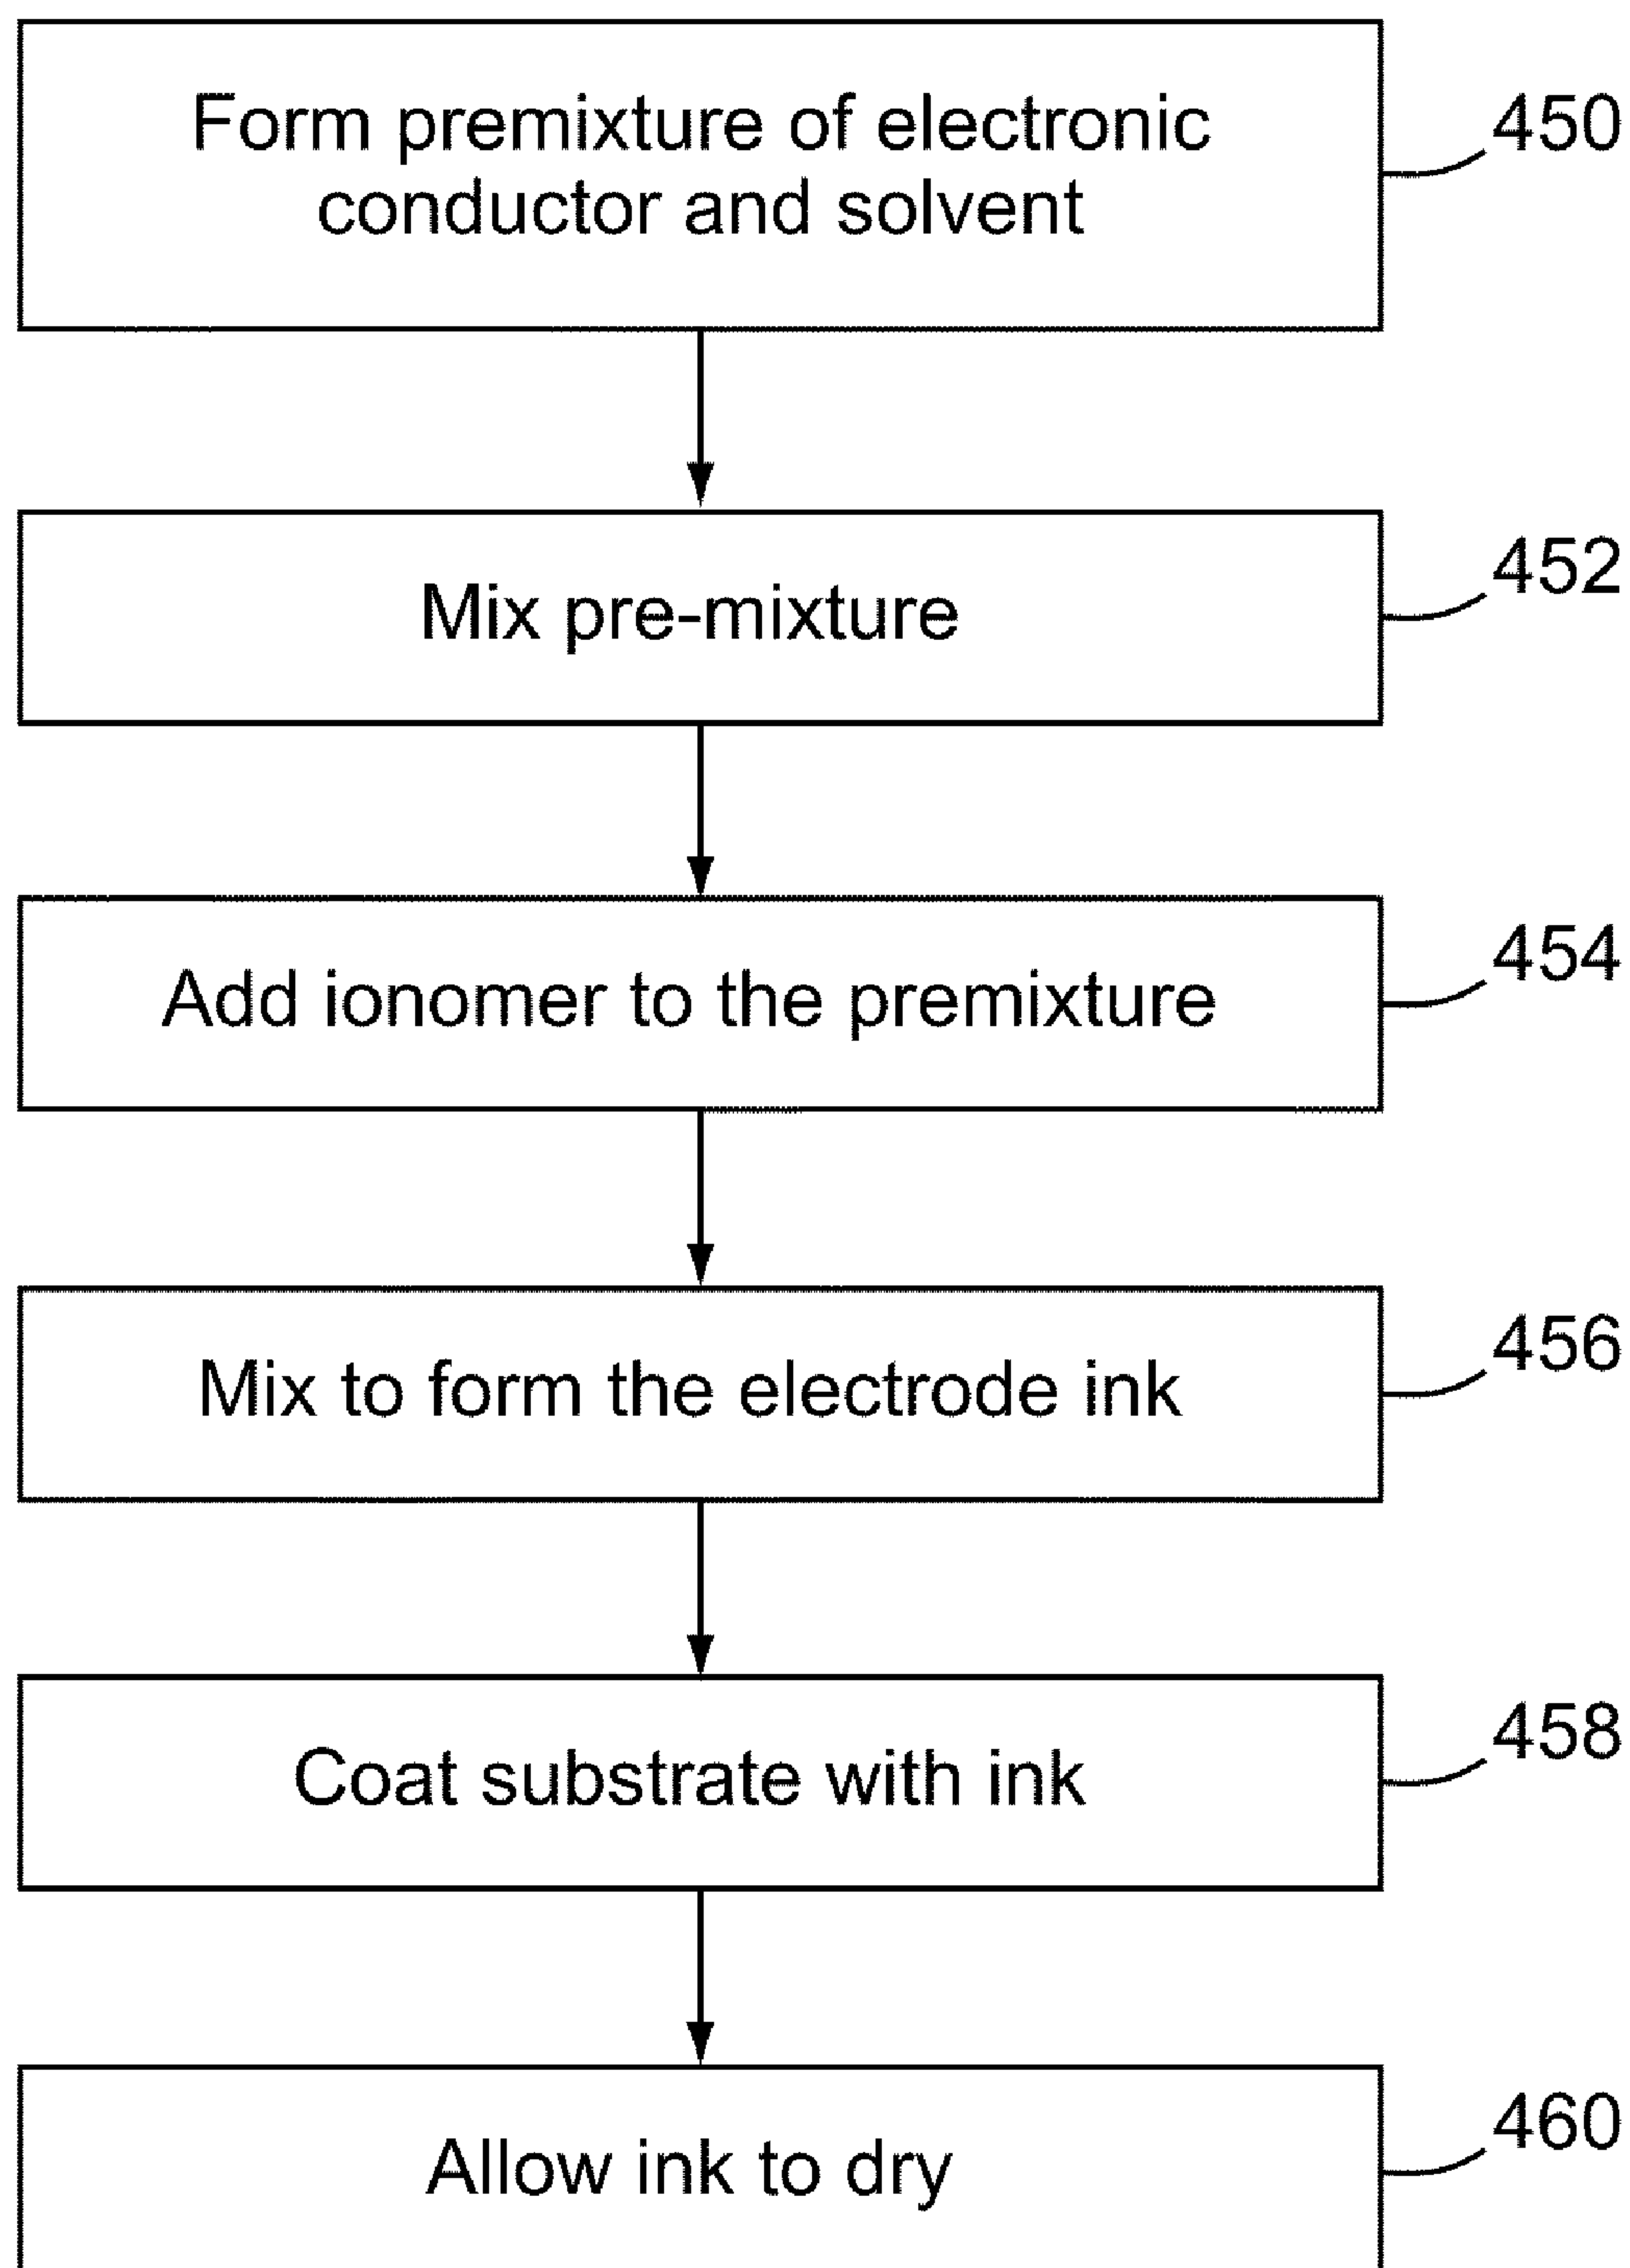 Form premixture of electronic
conductor and solvent
450
Mix pre-mixture
452
Add ionomer to the premixture
454
Mix to form the electrode ink
456
Coat substrate with ink
458
Allow ink to dry
460